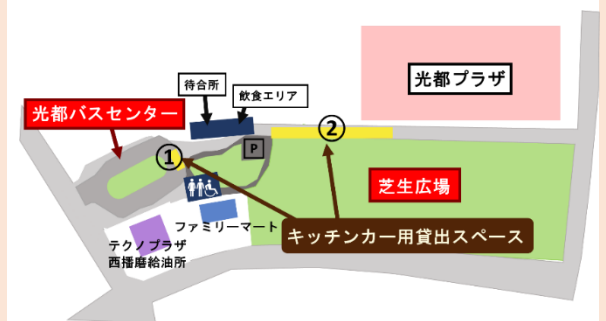 光都プラザ
待合所
飲食エリア
光都バスセンター
②
P
①
芝生広場
ファミリーマート
キッチンカー用貸出スペース
テクノプラザ
西播磨給油所